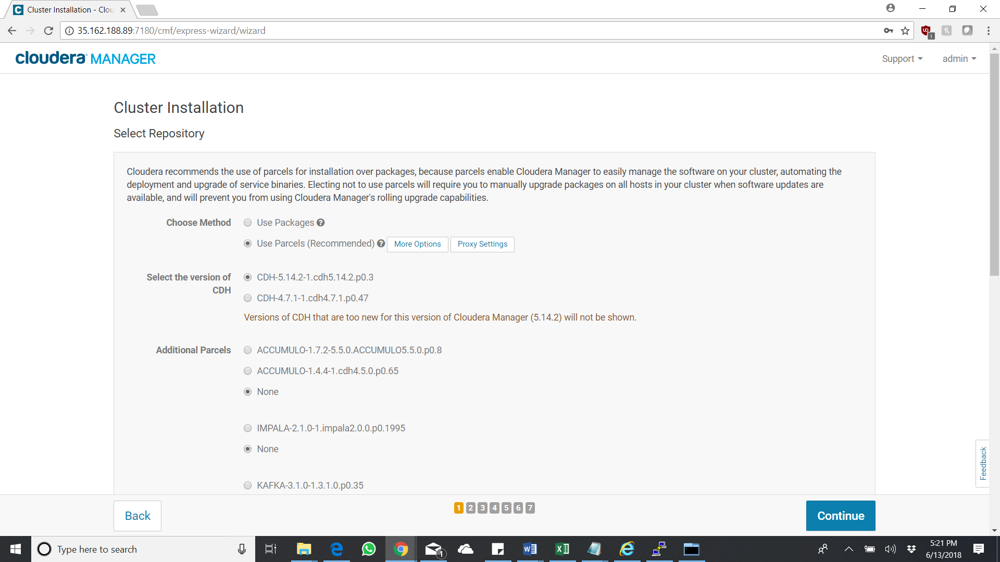 Cluster Installation - Clou
35.162.188.89:7180/cmf/express-wizard/wizard
1
cloudera MANAGER
Support
admin
Cluster Installation
Select Repository
Cloudera recommends the use of parcels for installation over packages, because parcels enable Cloudera Manager to easily manage the software on your cluster, automating the
deployment and upgrade of service binaries. Electing not to use parcels will require you to manually upgrade packages on all hosts in your cluster when software updates are
available, and will prevent you from using Cloudera Manager's rolling upgrade capabilities.
Choose Method
Use Packages
Use Parcels (Recommended) More Options Proxy Settings
Select the version of
CDH
CDH-5.14.2-1.cdh5.14.2.p0.3
CDH-4.7.1-1.cdh4.7.1.p0.47
Versions of CDH that are too new for this version of Cloudera Manager (5.14.2) will not be shown.
Additional Parcels
ACCUMULO-1.7.2-5.5.0.ACCUMULO5.5.0.p0.8
ACCUMULO-1.4.4-1.cdh4.5.0.p0.65
None
IMPALA-2.1.0-1.impala2.0.0.p0.1995
None
KAFKA-3.1.0-1.3.1.0.p0.35
Feedback
Back
1 2 3 4 5 6 7
Continue
Type here to search
1
5:21 PM
6/13/2018